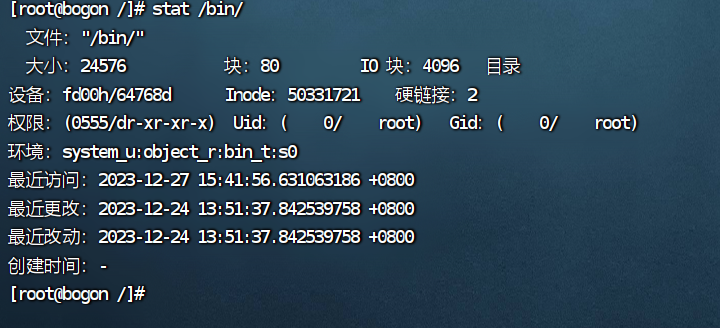 [root@bogon /]# stat /bin/
文件："/bin/"
大小：24576 块：80 IO 块：4096 目录
设备：fd00h/64768d Inode：50331721 硬链接：2
权限：(0555/dr-xr-xr-x) Uid：( 0/ root) Gid：( 0/ root)
环境：system_u:object_r:bin_t:s0
最近访问：2023-12-27 15:41:56.631063186 +0800
最近更改：2023-12-24 13:51:37.842539758 +0800
最近改动：2023-12-24 13:51:37.842539758 +0800
创建时间：-
[root@bogon /]#